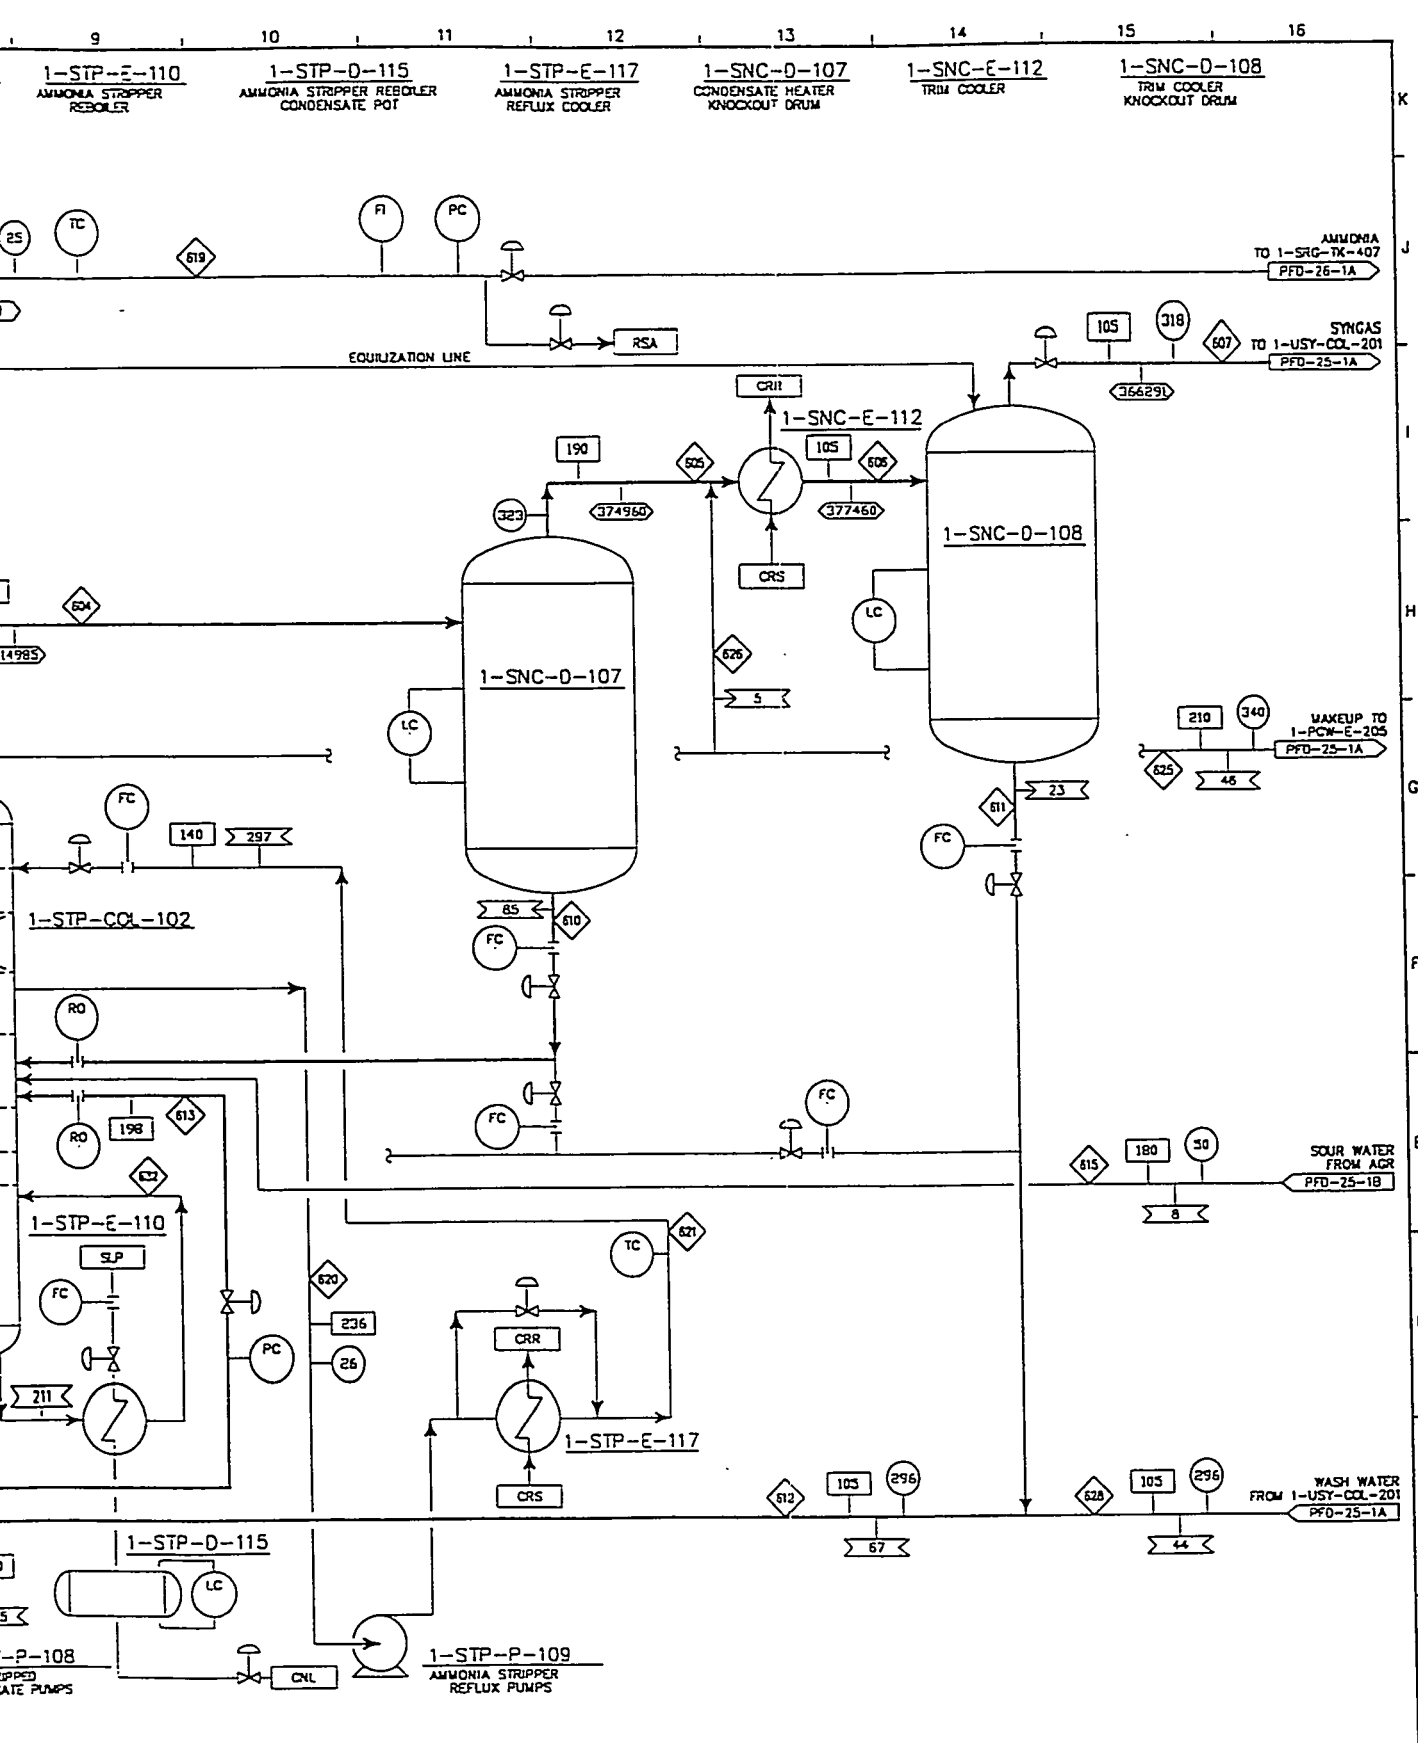 9 10 11 12 13 14 15 16
1-STP-E-110
AMMONIA STRIPPER
REBOILER
1-STP-D-115
AMMONIA STRIPPER REBOILER
CONDENSATE POT
1-STP-E-117
AMMONIA STRIPPER
REFLUX COOLER
1-SNC-D-107
CONDENSATE HEATER
KNOCKOUT DRUM
1-SNC-E-112
TRIM COOLER
1-SNC-D-108
TRIM COOLER
KNOCKOUT DRUM
K
25
TC
619
FI
PC
AMMONIA
TO 1-SRG-TK-407
PFD-26-1A
J
RSA
EQUILIZATION LINE
105
318
607
SYNGAS
TO 1-USY-COL-201
PFD-25-1A
366291
CRR
1-SNC-E-112
I
190
605
105
606
323
374960
377460
1-SNC-D-108
CRS
604
14985
LC
H
626
1-SNC-D-107
5
LC
210
340
MAKEUP TO
1-PCW-E-205
PFD-25-1A
625
46
G
FC
140
297
611
23
FC
1-STP-COL-102
85
610
FC
F
RO
FC
FC
198
613
RO
E
632
615
180
50
SOUR WATER
FROM AGR
PFD-25-1B
8
1-STP-E-110
SLP
FC
621
TC
620
236
26
PC
CRR
211
1-STP-E-117
CRS
612
105
296
67
628
105
296
44
WASH WATER
FROM 1-USY-COL-201
PFD-25-1A
1-STP-D-115
LC
5
-P-108
IPPED
ATE PUMPS
CNL
1-STP-P-109
AMMONIA STRIPPER
REFLUX PUMPS